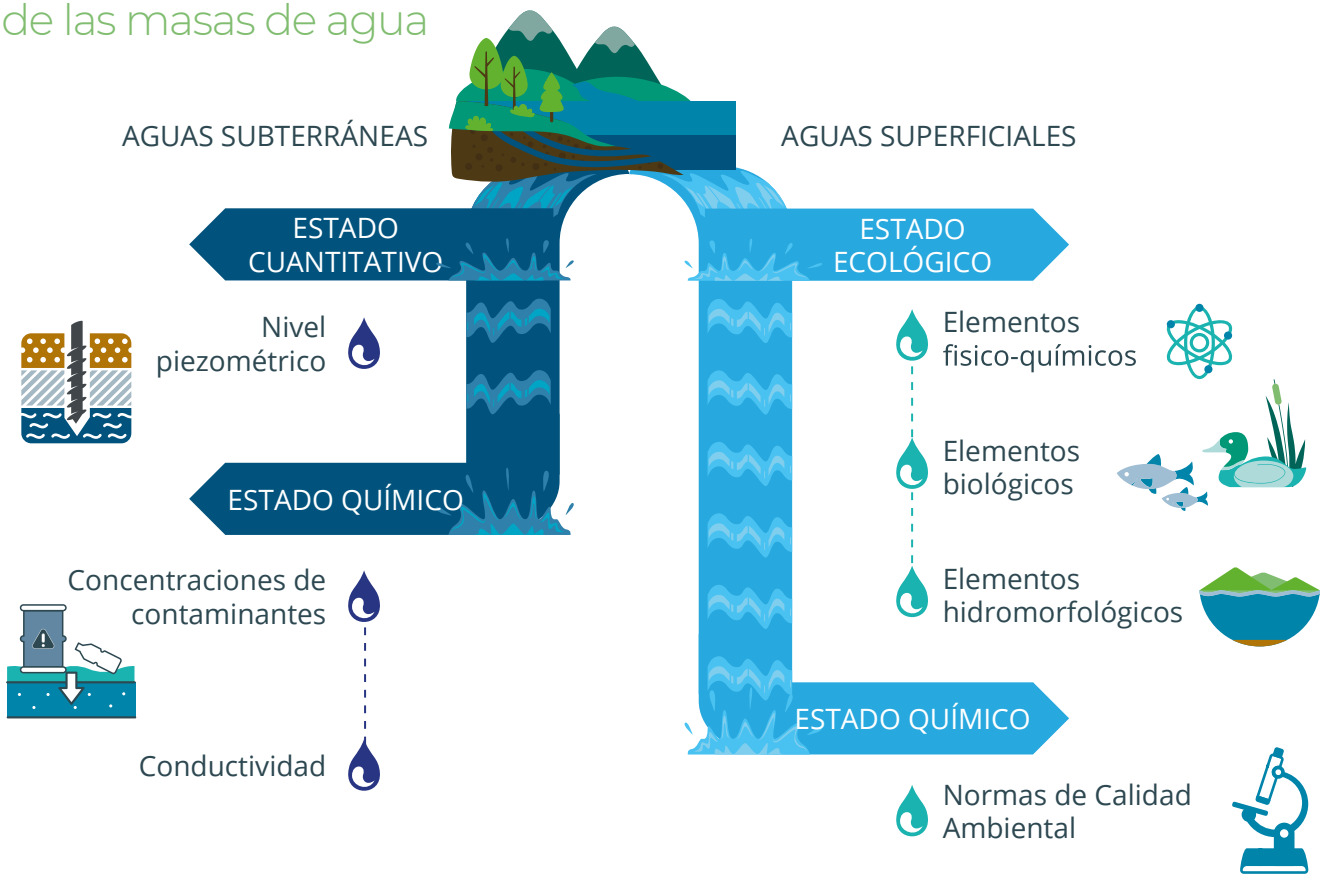 de las masas de agua
AGUAS SUBTERRÁNEAS
ESTADO
CUANTITATIVO
Nivel
piezométrico
ESTADO QUÍMICO
Concentraciones de
contaminantes
Conductividad
AGUAS SUPERFICIALES
ESTADO
ECOLÓGICO
Elementos
fisico-químicos
Elementos
biológicos
Elementos
hidromorfológicos
ESTADO QUÍMICO
Normas de Calidad
Ambiental